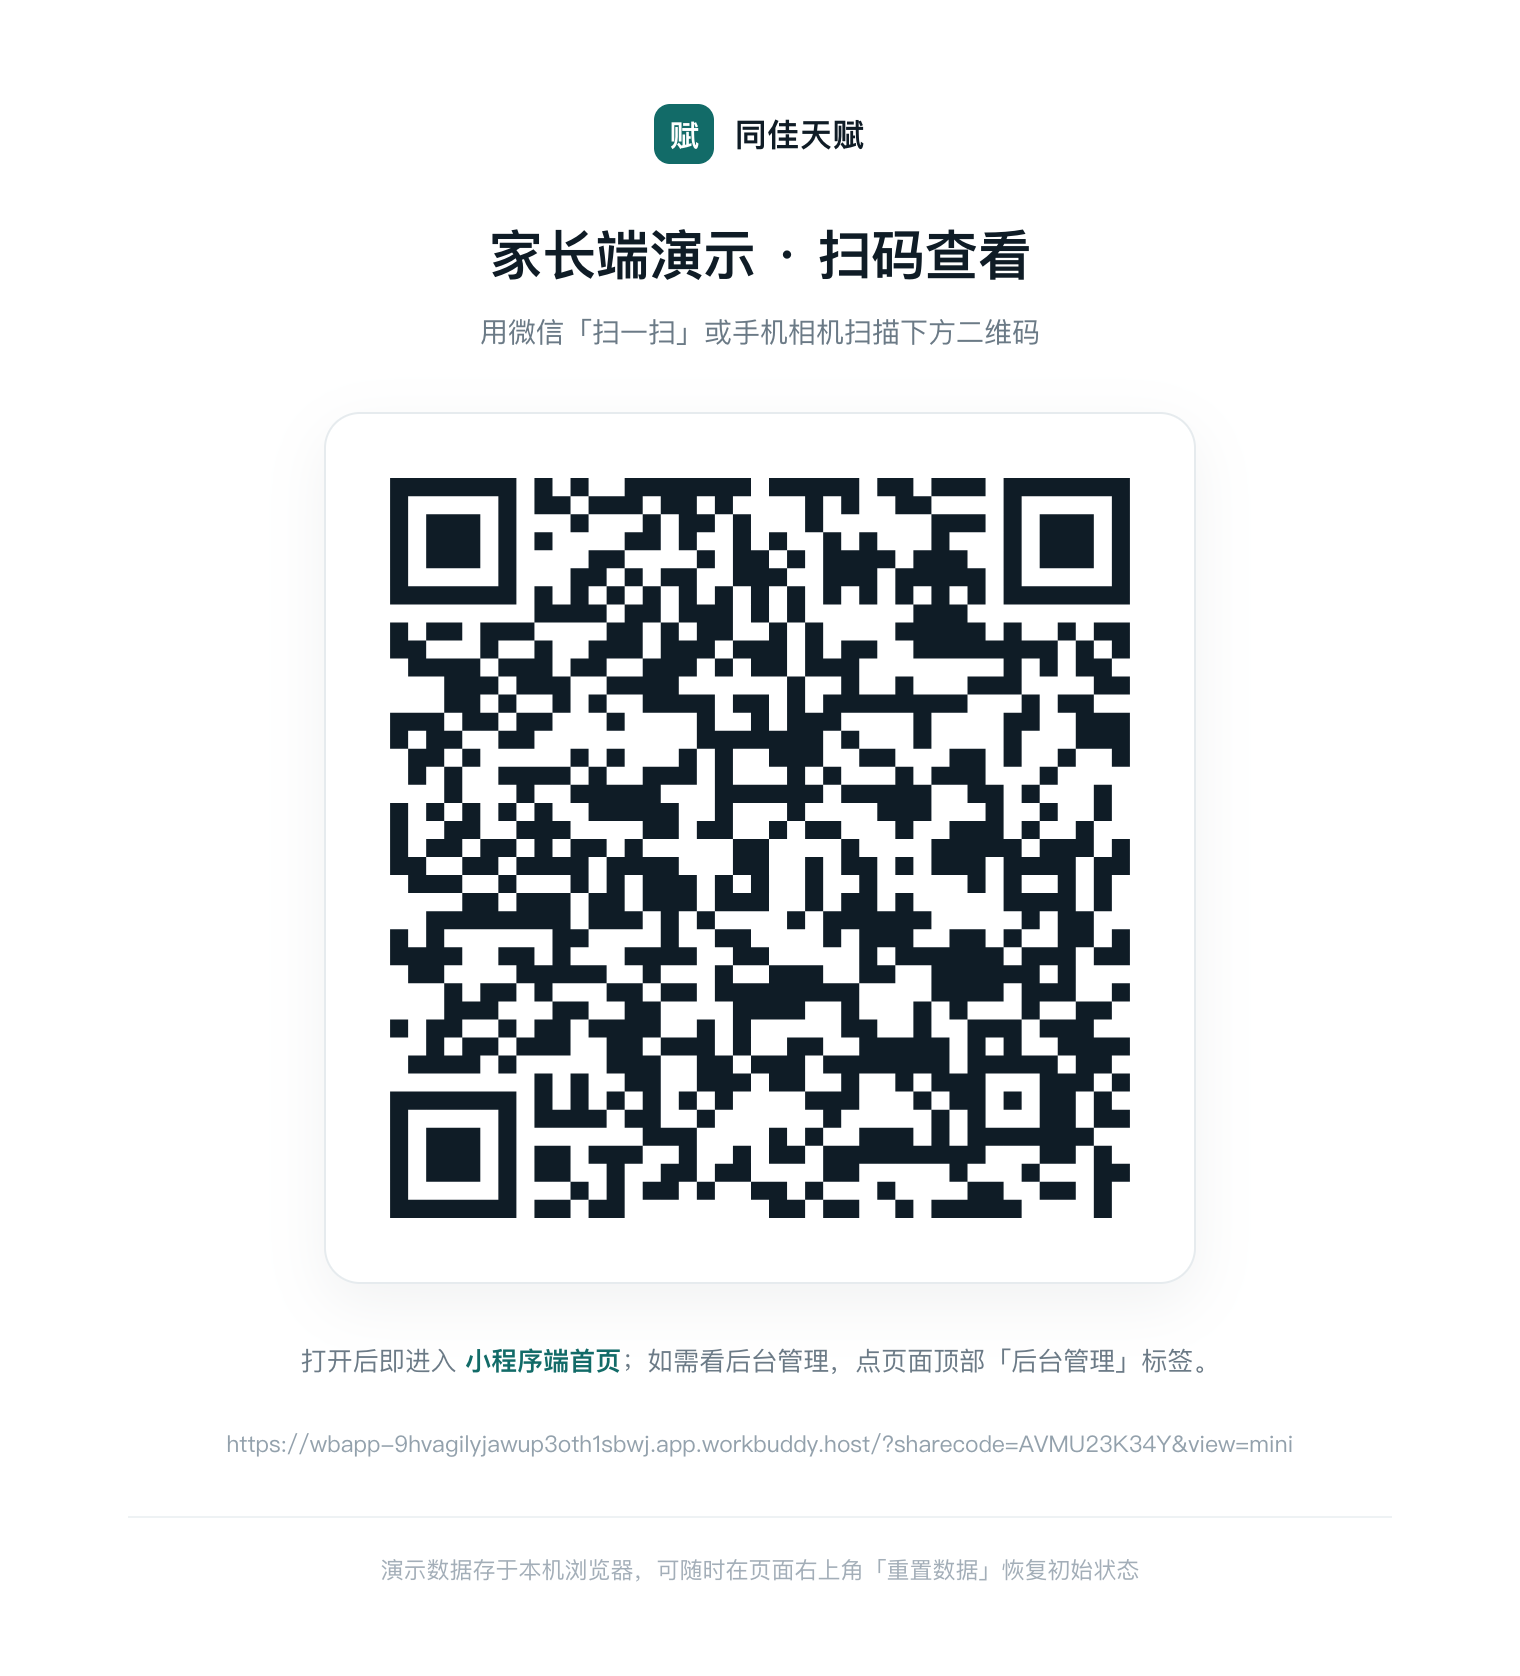 赋 同佳天赋
家长端演示 · 扫码查看
用微信「扫一扫」或手机相机扫描下方二维码
打开后即进入 小程序端首页；如需看后台管理，点页面顶部「后台管理」标签。
https://wbapp-9hvagilyjawup3oth1sbwj.app.workbuddy.host/?sharecode=AVMU23K34Y&view=mini
演示数据存于本机浏览器，可随时在页面右上角「重置数据」恢复初始状态